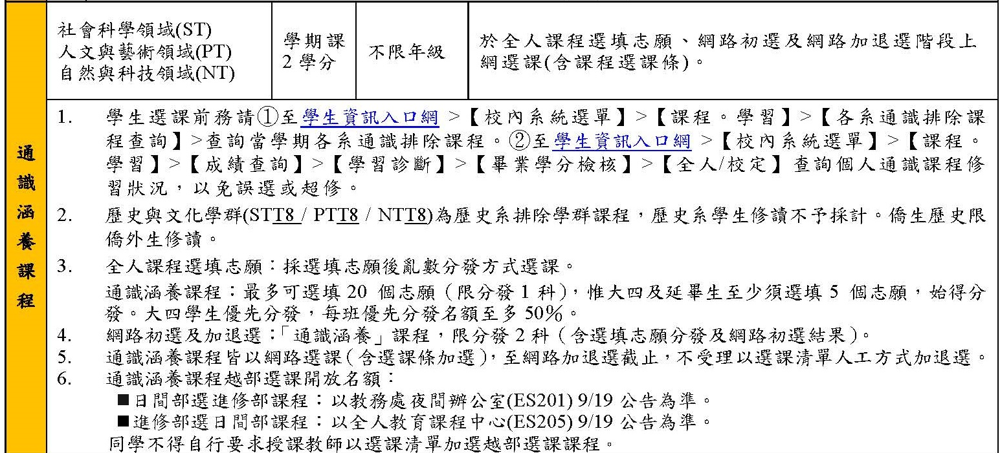 通識涵養課程
社會科學領域(ST)
人文與藝術領域(PT)
自然與科技領域(NT)
學期課
2 學分
不限年級
於全人課程選填志願、網路初選及網路加退選階段上
網選課(含課程選課條)。
1. 學生選課前務請①至學生資訊入口網 >【校內系統選單】>【課程。學習】>【各系通識排除課
程查詢】>查詢當學期各系通識排除課程。②至學生資訊入口網 >【校內系統選單】>【課程。
學習】>【成績查詢】>【學習診斷】>【畢業學分檢核】>【全人/校定】查詢個人通識課程修
習狀況，以免誤選或超修。
2. 歷史與文化學群(STT8 / PTT8 / NTT8)為歷史系排除學群課程，歷史系學生修讀不予採計。僑生歷史限
僑外生修讀。
3. 全人課程選填志願：採選填志願後亂數分發方式選課。
通識涵養課程：最多可選填 20 個志願（限分發 1 科），惟大四及延畢生至少須選填 5 個志願，始得分
發。大四學生優先分發，每班優先分發名額至多 50%。
4. 網路初選及加退選：「通識涵養」課程，限分發 2 科（含選填志願分發及網路初選結果）。
5. 通識涵養課程皆以網路選課（含選課條加選），至網路加退選截止，不受理以選課清單人工方式加退選。
6. 通識涵養課程越部選課開放名額：
■日間部選進修部課程：以教務處夜間辦公室(ES201) 9/19 公告為準。
■進修部選日間部課程：以全人教育課程中心(ES205) 9/19 公告為準。
同學不得自行要求授課教師以選課清單加選越部選課課程。